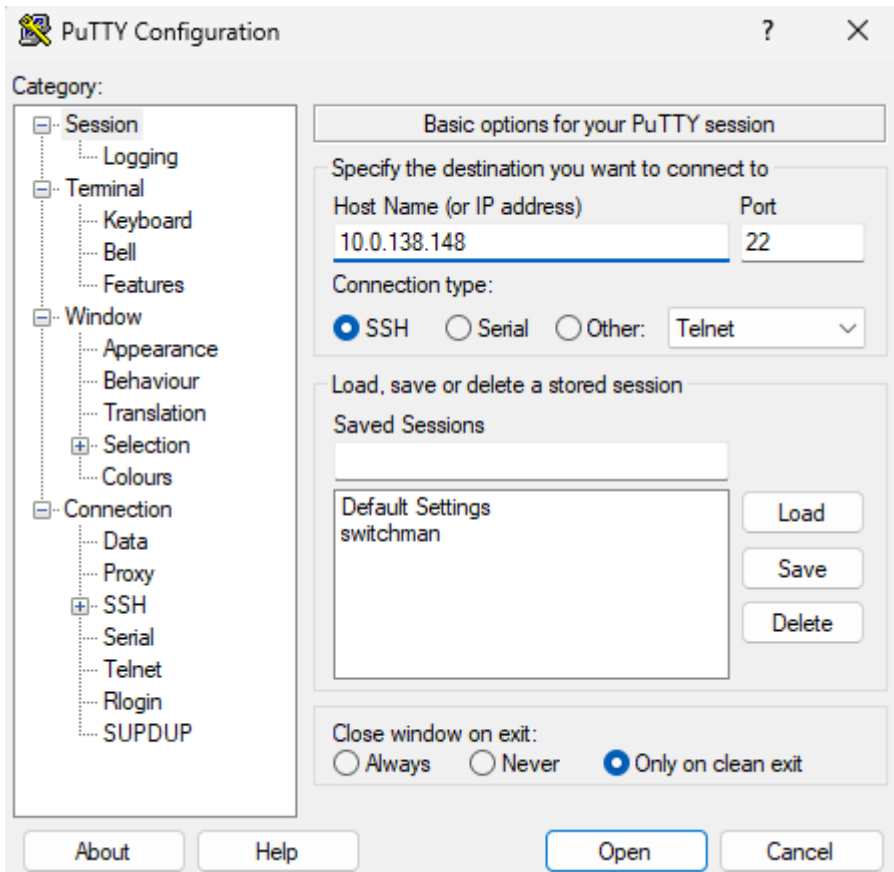 PuTTY Configuration
?
Category:
Session
Logging
Terminal
Keyboard
Bell
Features
Window
Appearance
Behaviour
Translation
Selection
Colours
Connection
Data
Proxy
SSH
Serial
Telnet
Rlogin
SUPDUP
Basic options for your PuTTY session
Specify the destination you want to connect to
Host Name (or IP address) Port
10.0.138.148 22
Connection type:
SSH Serial Other: Telnet
Load, save or delete a stored session
Saved Sessions
Default Settings
switchman
Load
Save
Delete
Close window on exit:
Always Never Only on clean exit
About Help Open Cancel